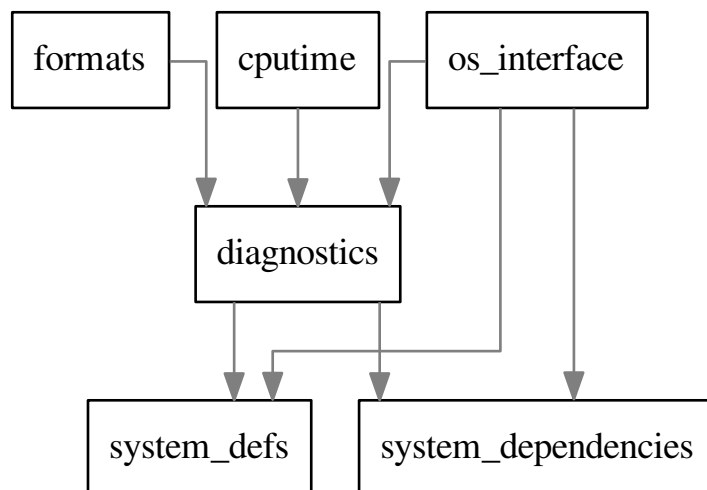 formats
cputime
os_interface
diagnostics
system_defs
system_dependencies